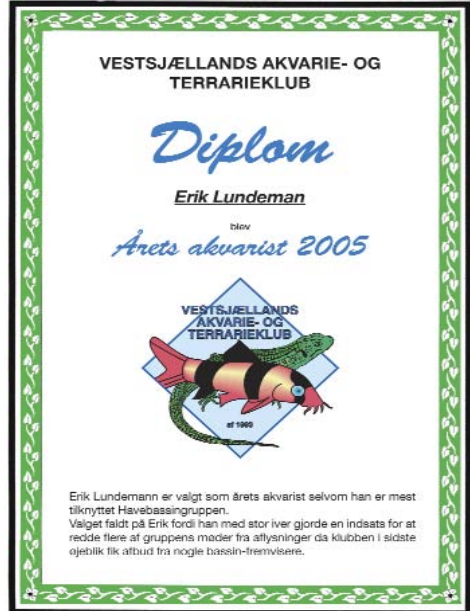 VESTSJÆLLANDS AKVARIE- OG
TERRARIEKLUB
Diplom
Erik Lundeman
blev
Årets akvarist 2005
VESTSJÆLLANDS
AKVARIE- OG
TERRARIEKLUB
af 1993
Erik Lundemann er valgt som årets akvarist selvom han er mest
tilknyttet Havebassingruppen.
Valget faldt på Erik fordi han med stor iver gjorde en indsats for at
redde flere af gruppens møder fra aflysninger da klubben i sidste
øjeblik fik afbud fra nogle bassin-fremvisere.